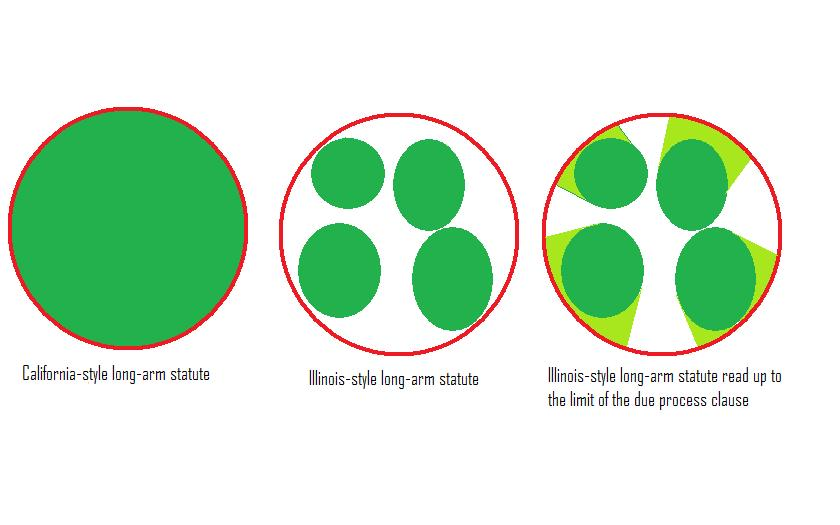 California-style long-arm statute
Illinois-style long-arm statute
Illinois-style long-arm statute read up to
the limit of the due process clause